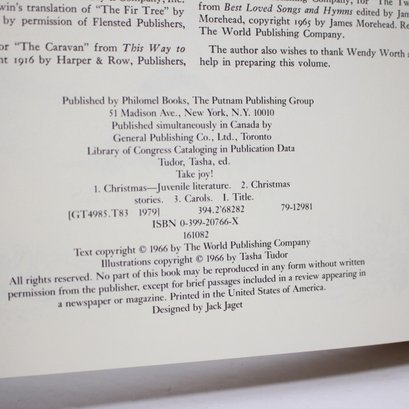 win's translation of "The Fir Tree" by
by permission of Flensted Publishers,
or "The Caravan" from This Way to
nt 1916 by Harper & Row, Publishers,
from Best Loved Songs and Hymns edited by Jam
Morehead, copyright 1965 by James Morehead. Re
The World Publishing Company.
The author also wishes to thank Wendy Worth
help in preparing this volume.
Published by Philomel Books, The Putnam Publishing Group
51 Madison Ave., New York, N.Y. 10010
Published simultaneously in Canada by
General Publishing Co., Ltd., Toronto
Library of Congress Cataloging in Publication Data
Tudor, Tasha, ed.
Take joy!
1. Christmas—Juvenile literature. 2. Christmas
stories. 3. Carols. I. Title.
[GT4985.T83 1979] 394.2'68282 79-12981
ISBN 0-399-20766-X
161082
Text copyright © 1966 by The World Publishing Company
Illustrations copyright © 1966 by Tasha Tudor
All rights reserved. No part of this book may be reproduced in any form without written
permission from the publisher, except for brief passages included in a review appearing in
a newspaper or magazine. Printed in the United States of America.
Designed by Jack Jaget